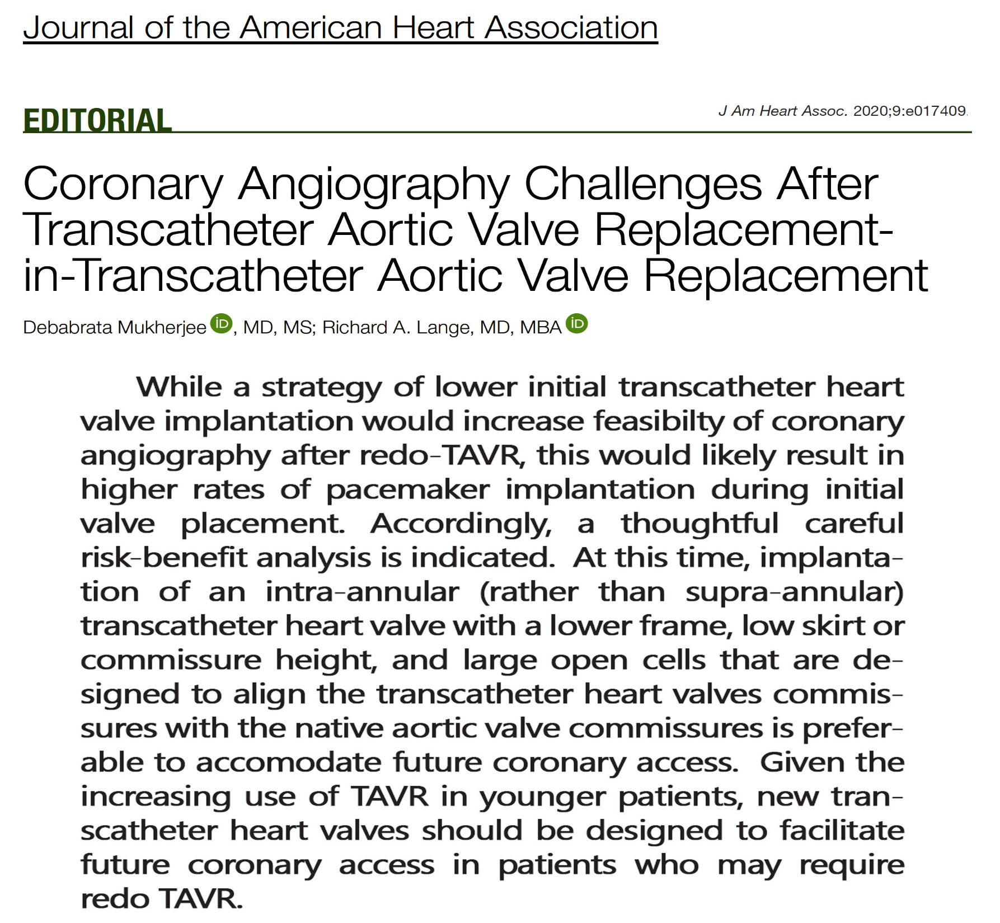 Journal of the American Heart Association
EDITORIAL
J Am Heart Assoc. 2020;9:e017409.
Coronary Angiography Challenges After
Transcatheter Aortic Valve Replacement-
in-Transcatheter Aortic Valve Replacement
Debabrata Mukherjee iD, MD, MS; Richard A. Lange, MD, MBA iD
While a strategy of lower initial transcatheter heart
valve implantation would increase feasibilty of coronary
angiography after redo-TAVR, this would likely result in
higher rates of pacemaker implantation during initial
valve placement. Accordingly, a thoughtful careful
risk-benefit analysis is indicated. At this time, implanta-
tion of an intra-annular (rather than supra-annular)
transcatheter heart valve with a lower frame, low skirt or
commissure height, and large open cells that are de-
signed to align the transcatheter heart valves commis-
sures with the native aortic valve commissures is prefer-
able to accomodate future coronary access. Given the
increasing use of TAVR in younger patients, new tran-
scatheter heart valves should be designed to facilitate
future coronary access in patients who may require
redo TAVR.